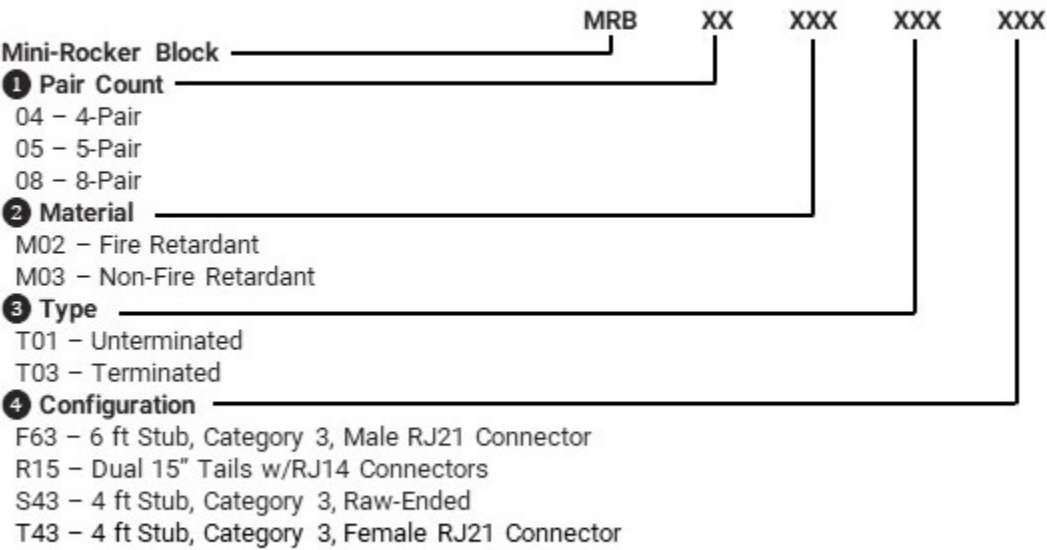 MRB XX XXX XXX XXX
Mini-Rocker Block
1 Pair Count
04 – 4-Pair
05 – 5-Pair
08 – 8-Pair
2 Material
M02 – Fire Retardant
M03 – Non-Fire Retardant
3 Type
T01 – Unterminated
T03 – Terminated
4 Configuration
F63 – 6 ft Stub, Category 3, Male RJ21 Connector
R15 – Dual 15” Tails w/RJ14 Connectors
S43 – 4 ft Stub, Category 3, Raw-Ended
T43 – 4 ft Stub, Category 3, Female RJ21 Connector